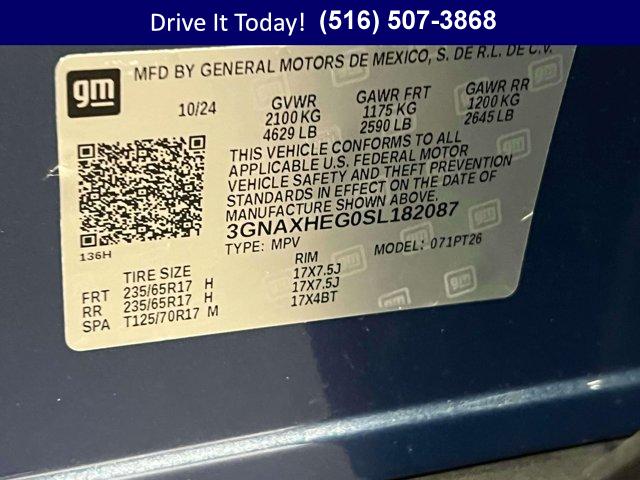 Drive It Today! (516) 507-3868
gm
MFD BY GENERAL MOTORS DE MEXICO, S. DE R.L. DE C.V.
10/24 GVWR GAWR FRT GAWR RR
2100 KG 1175 KG 1200 KG
4629 LB 2590 LB 2645 LB
THIS VEHICLE CONFORMS TO ALL
APPLICABLE U.S. FEDERAL MOTOR
VEHICLE SAFETY AND THEFT PREVENTION
STANDARDS IN EFFECT ON THE DATE OF
MANUFACTURE SHOWN ABOVE.
3GNAXHEG0SL182087
136H TYPE: MPV MODEL: 071PT26
TIRE SIZE RIM
FRT 235/65R17 H 17X7.5J
RR 235/65R17 H 17X7.5J
SPA T125/70R17 M 17X4BT